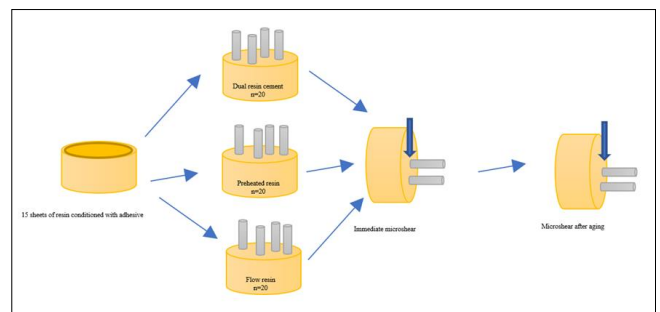 15 sheets of resin conditioned with adhesive
Dual resin cement
n=20
Preheated resin
n=20
Flow resin
n=20
Immediate microshear
Microshear after aging